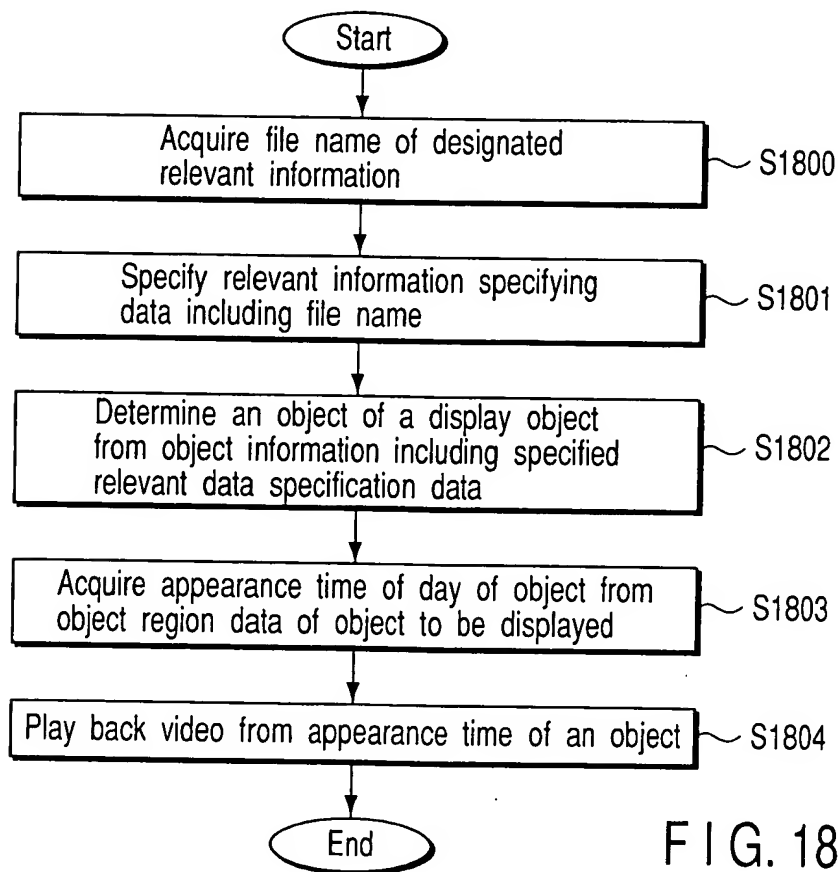 Start
Acquire file name of designated
relevant information
S1800
Specify relevant information specifying
data including file name
S1801
Determine an object of a display object
from object information including specified
relevant data specification data
S1802
Acquire appearance time of day of object from
object region data of object to be displayed
S1803
Play back video from appearance time of an object
S1804
End
FIG. 18